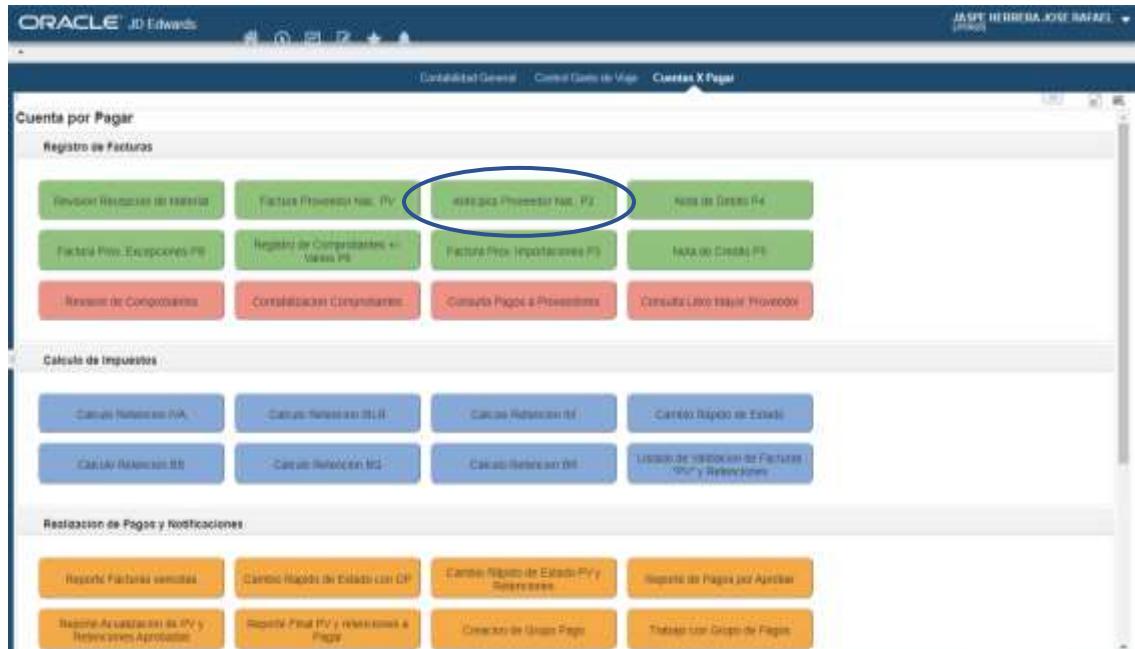 ORACLE JD Edwards
JASPE HERRERA JOSE RAFAEL
Contabilidad General Control Gasto de Viaje Cuentas X Pagar
Cuenta por Pagar
Registro de Facturas
Revision Recepcion de Material
Factura Proveedor Nac. PV
Anticipos Proveedor Nac. P2
Nota de Debito P4
Factura Prov. Excepciones P8
Registro de Comprobantes +/-
Varios P6
Factura Prov. Importaciones P3
Nota de Credito P5
Revision de Comprobantes
Contabilizacion Comprobantes
Consulta Pagos a Proveedores
Consulta Libro Mayor Proveedor
Calculo de Impuestos
Calculo Retencion IVA
Calculo Retencion ISLR
Calculo Retencion
Cambio Rapido de Estado
Calculo Retencion
Calculo Retencion
Calculo Retencion
Listado de Validacion de Facturas
"PV" y Retenciones
Realizacion de Pagos y Notificaciones
Reporte Facturas vencidas
Cambio Rapido de Estado con OP
Cambio Rápido de Estado PV y
Retenciones
Reporte de Pagos por Aprobar
Reporte Actualizacion de PV y
Retenciones Aprobadas
Reporte Final PV y retenciones a
Pagar
Creacion de Grupo Pago
Trabajo con Grupo de Pagos